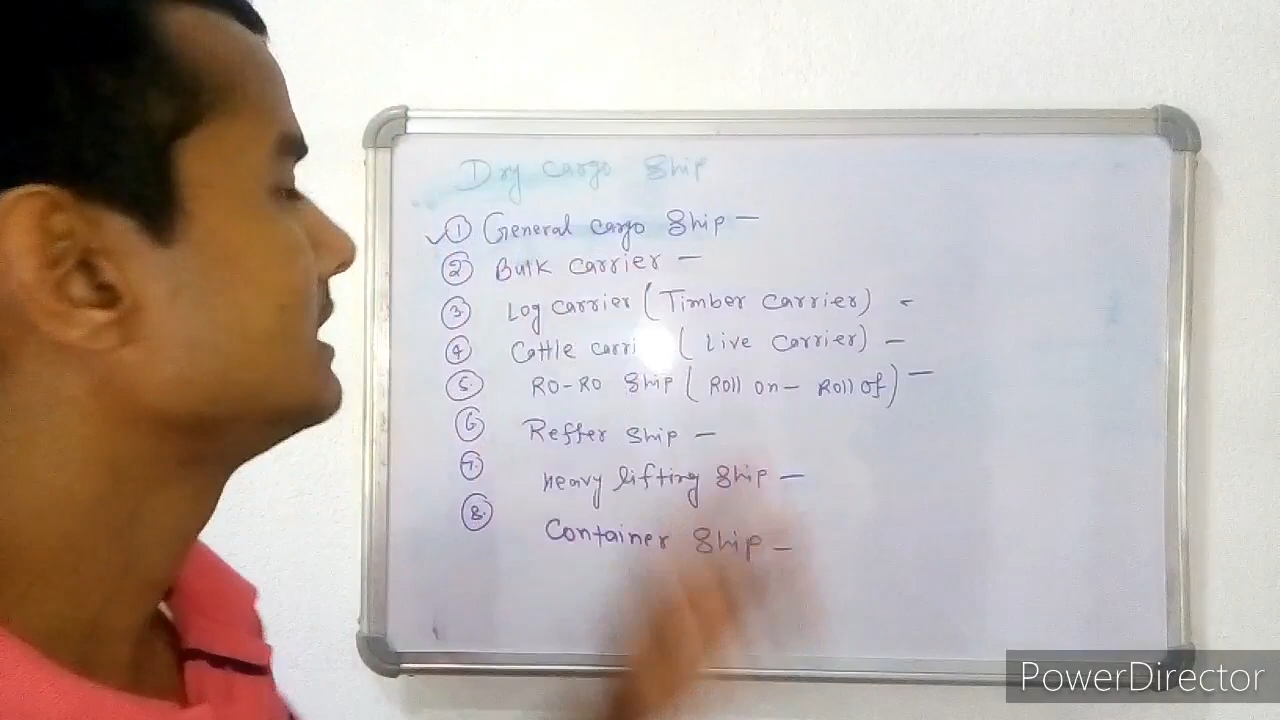 Dry cargo Ship
✓ ① General cargo Ship –
② Bulk carrier –
③ Log carrier (Timber carrier) –
④ Cattle carri (Live carrier) –
⑤. RO-RO Ship (Roll on – Roll of) –
⑥ Reffer Ship –
⑦. Heavy lifting Ship –
⑧. Container Ship –
PowerDirector